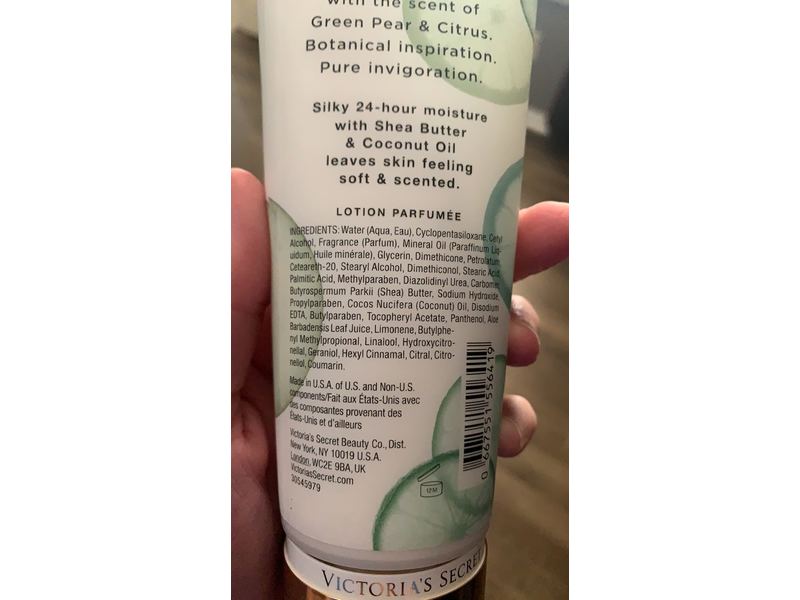 with the scent of
Green Pear & Citrus.
Botanical inspiration.
Pure invigoration.
Silky 24-hour moisture
with Shea Butter
& Coconut Oil
leaves skin feeling
soft & scented.
LOTION PARFUMÉE
INGREDIENTS: Water (Aqua, Eau), Cyclopentasiloxane, Cetyl
Alcohol, Fragrance (Parfum), Mineral Oil (Paraffinum Liq-
uidum, Huile minérale), Glycerin, Dimethicone, Petrolatum,
Ceteareth-20, Stearyl Alcohol, Dimethiconol, Stearic Acid,
Palmitic Acid, Methylparaben, Diazolidinyl Urea, Carbomer,
Butyrospermum Parkii (Shea) Butter, Sodium Hydroxide,
Propylparaben, Cocos Nucifera (Coconut) Oil, Disodium
EDTA, Butylparaben, Tocopheryl Acetate, Panthenol, Aloe
Barbadensis Leaf Juice, Limonene, Butylphe-
nyl Methylpropional, Linalool, Hydroxycitro-
nellal, Geraniol, Hexyl Cinnamal, Citral, Citro-
nellol, Coumarin.
Made in U.S.A. of U.S. and Non-U.S.
components/Fait aux États-Unis avec
des composantes provenant des
États-Unis et d'ailleurs
Victoria's Secret Beauty Co., Dist.
New York, NY 10019 U.S.A.
London, WC2E 9BA, UK
VictoriasSecret.com
30545979
12 M
0 667551 556419
VICTORIA'S SECRET